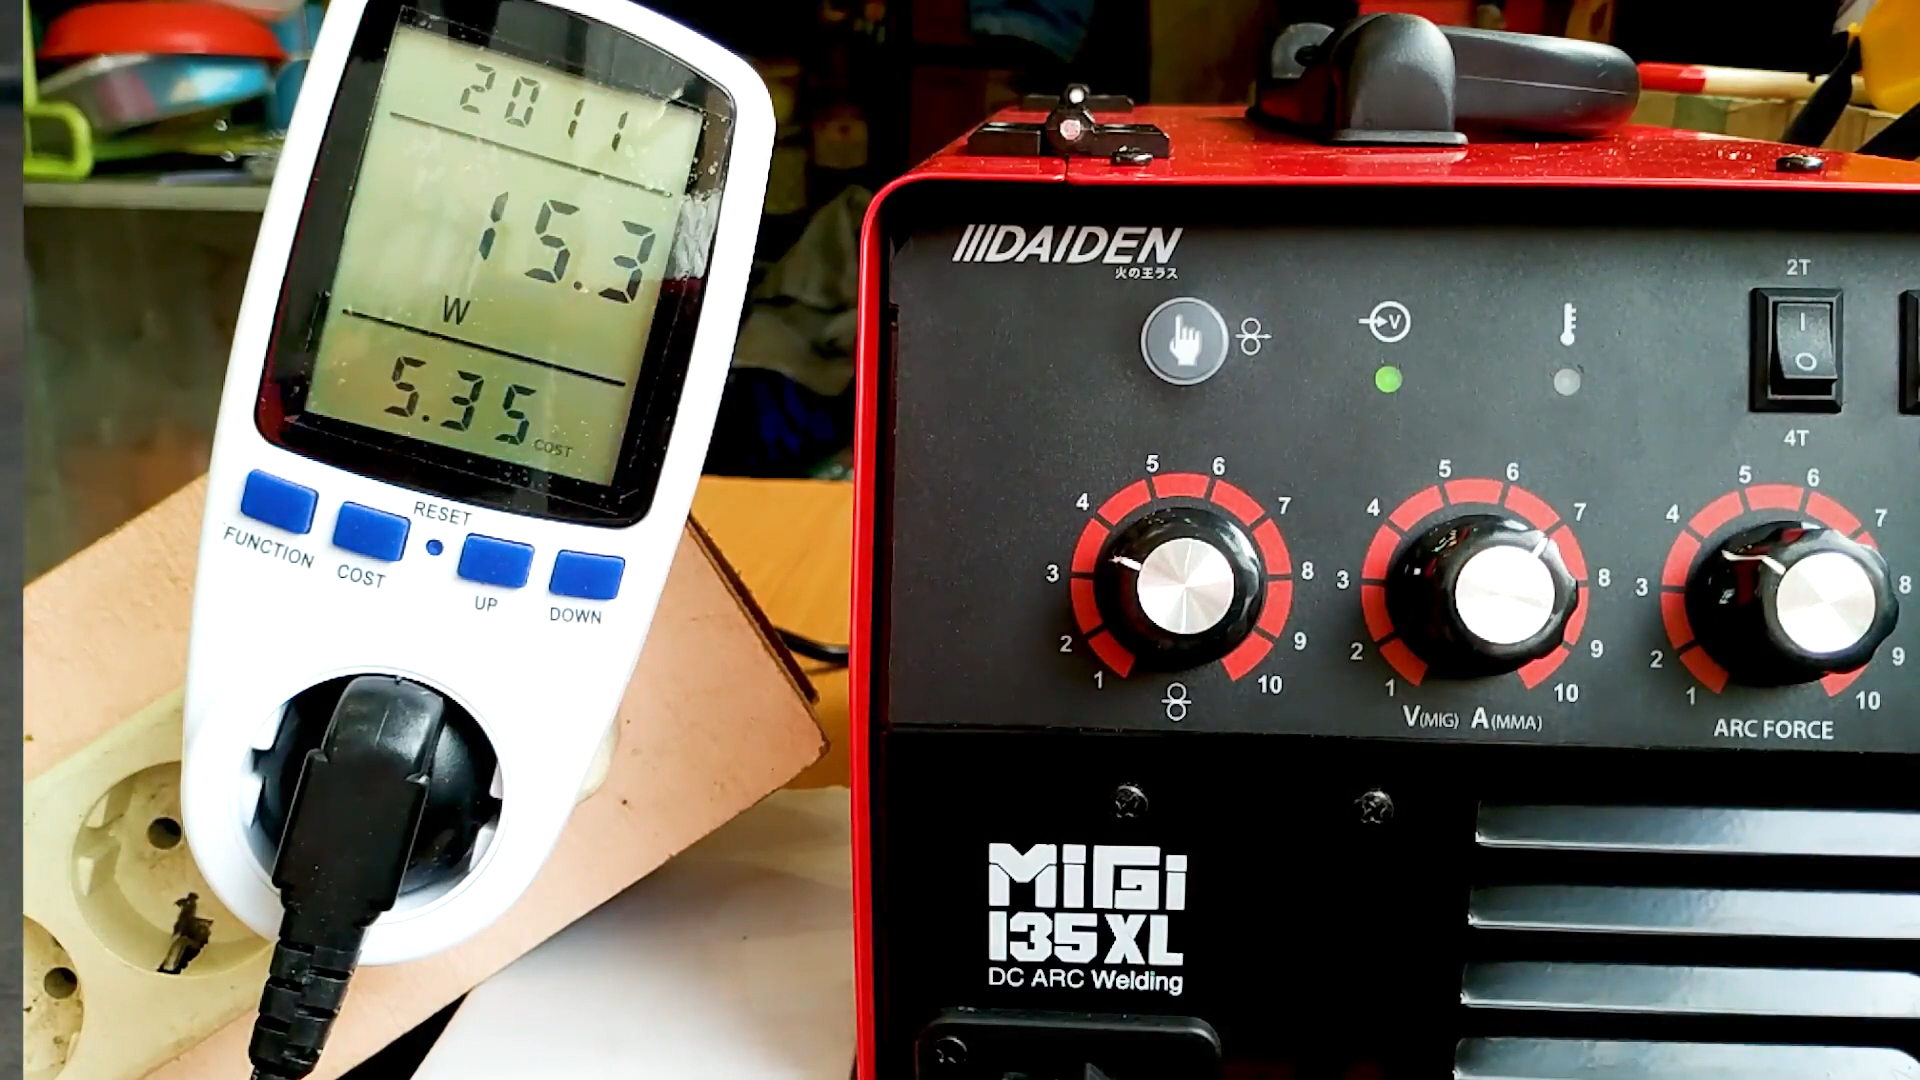 2011
15.3
W
5.35 COST
RESET
FUNCTION
COST
UP
DOWN
DAIDEN
火の王ラス
V
2T
I
O
4T
1 2 3 4 5 6 7 8 9 10
1 2 3 4 5 6 7 8 9 10
1 2 3 4 5 6 7 8 9 10
V(MIG) A(MMA)
ARC FORCE
MiGi
135XL
DC ARC Welding